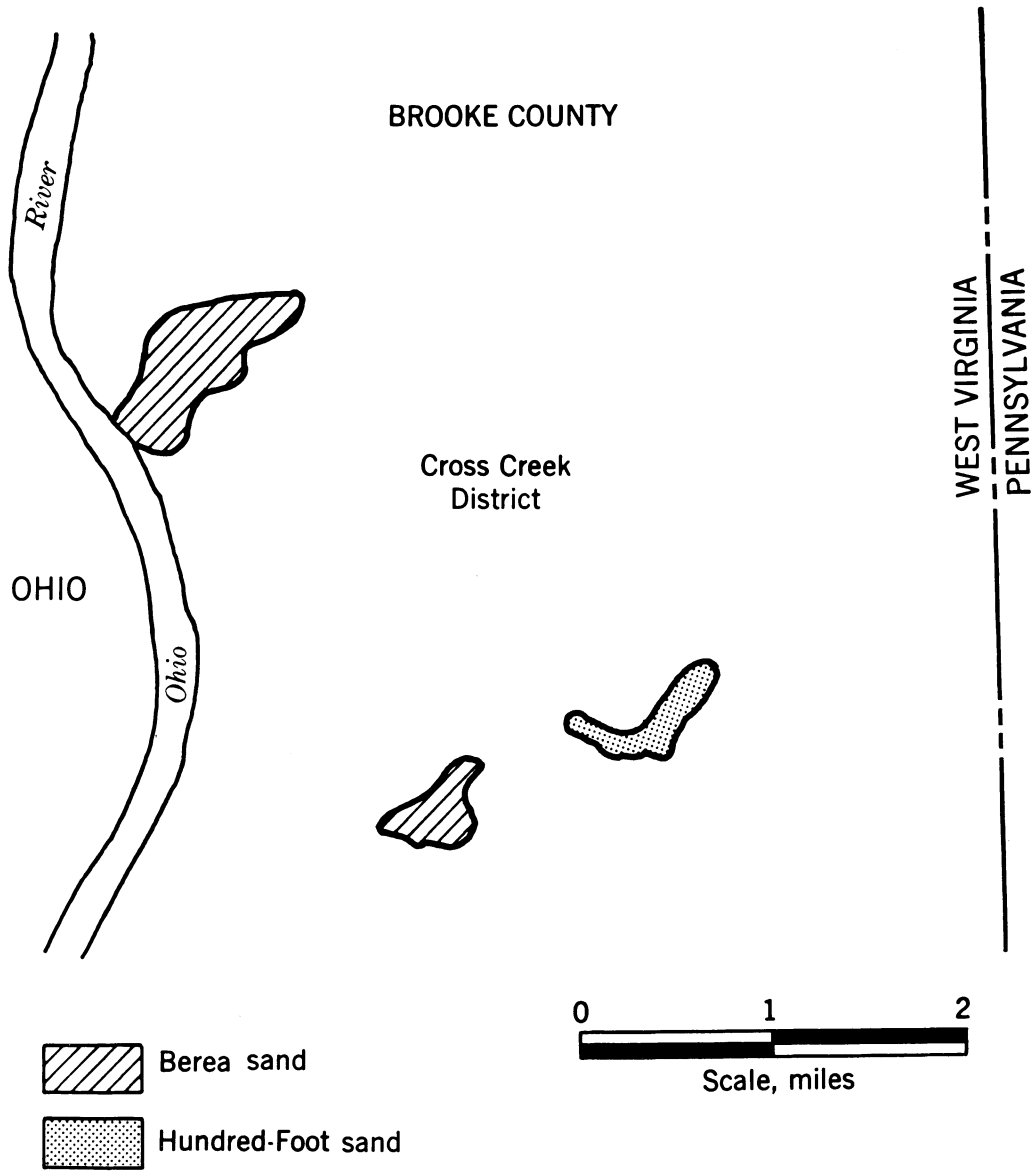 BROOKE COUNTY
River
WEST VIRGINIA
PENNSYLVANIA
Cross Creek
District
OHIO
Ohio
0 1 2
Scale, miles
Berea sand
Hundred-Foot sand